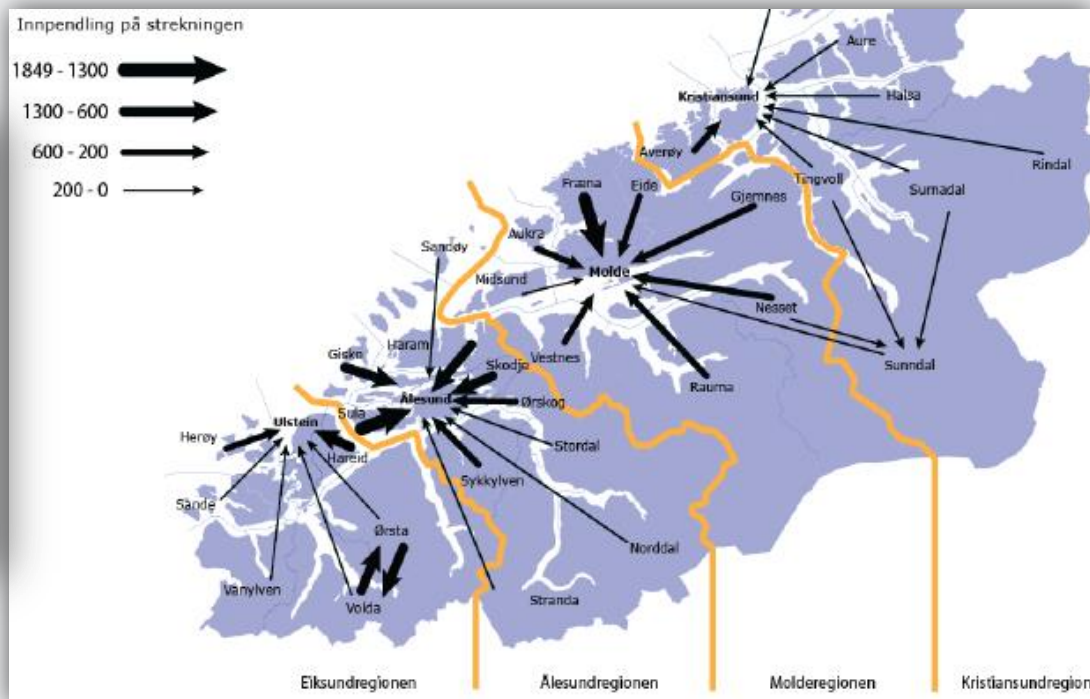 Innpendling på strekningen
1849 - 1300
1300 - 600
600 - 200
200 - 0
Aure
Kristiansund
Halsa
Averøy
Rindal
Tingvoll
Surnadal
Fræna
Eide
Gjemnes
Aukra
Sandøy
Molde
Midsund
Nesset
Haram
Giske
Skodje
Vestnes
Sunndal
Rauma
Ålesund
Ørskog
Sula
Ulstein
Herøy
Stordal
Hareid
Sykkylven
Sande
Ørsta
Norddal
Vanylven
Volda
Stranda
Eiksundregionen
Ålesundregionen
Molderegionen
Kristiansundregion